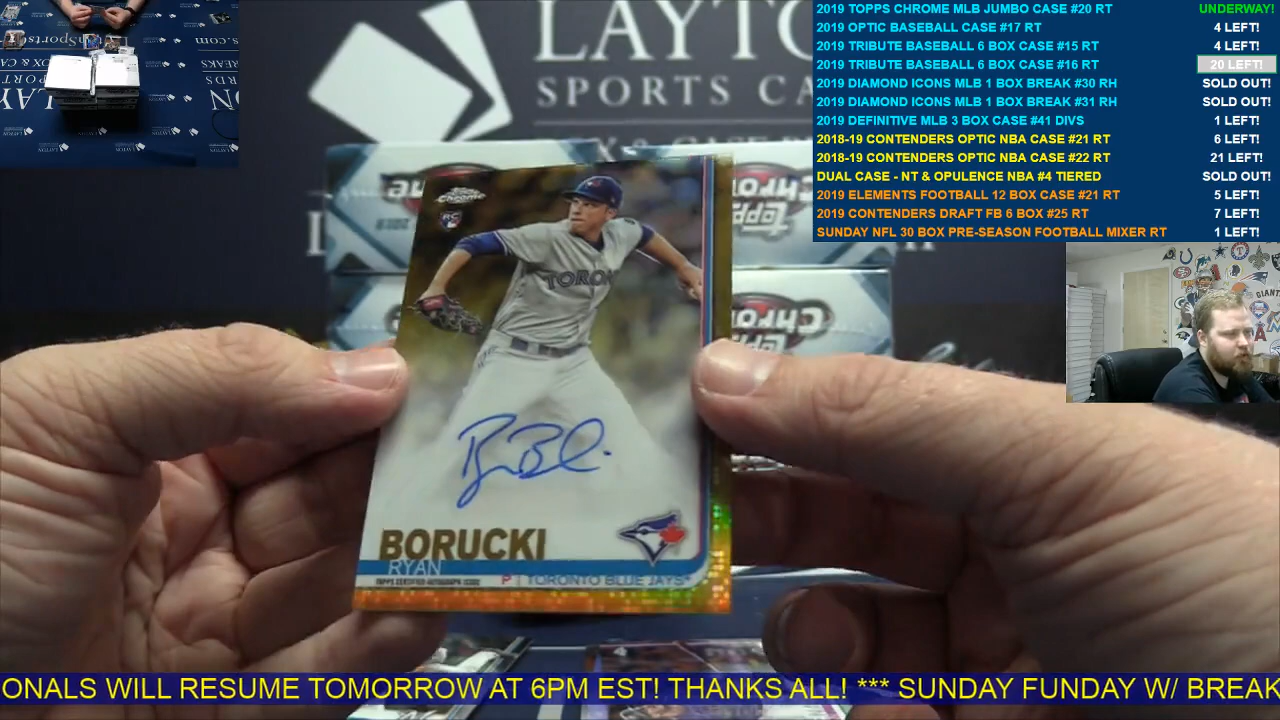 2019 TOPPS CHROME MLB JUMBO CASE #20 RT UNDERWAY!
2019 OPTIC BASEBALL CASE #17 RT 4 LEFT!
2019 TRIBUTE BASEBALL 6 BOX CASE #15 RT 4 LEFT!
2019 TRIBUTE BASEBALL 6 BOX CASE #16 RT 20 LEFT!
2019 DIAMOND ICONS MLB 1 BOX BREAK #30 RH SOLD OUT!
2019 DIAMOND ICONS MLB 1 BOX BREAK #31 RH SOLD OUT!
2019 DEFINITIVE MLB 3 BOX CASE #41 DIVS 1 LEFT!
2018-19 CONTENDERS OPTIC NBA CASE #21 RT 6 LEFT!
2018-19 CONTENDERS OPTIC NBA CASE #22 RT 21 LEFT!
DUAL CASE - NT & OPULENCE NBA #4 TIERED SOLD OUT!
2019 ELEMENTS FOOTBALL 12 BOX CASE #21 RT 5 LEFT!
2019 CONTENDERS DRAFT FB 6 BOX #25 RT 7 LEFT!
SUNDAY NFL 30 BOX PRE-SEASON FOOTBALL MIXER RT 1 LEFT!
LAYTO
SPORTS CA
Topps
Chrome
RC
TORON
BORUCKI
RYAN
TOPPS CERTIFIED AUTOGRAPH ISSUE
P | TORONTO BLUE JAYS
ONALS WILL RESUME TOMORROW AT 6PM EST! THANKS ALL! *** SUNDAY FUNDAY W/ BREAK